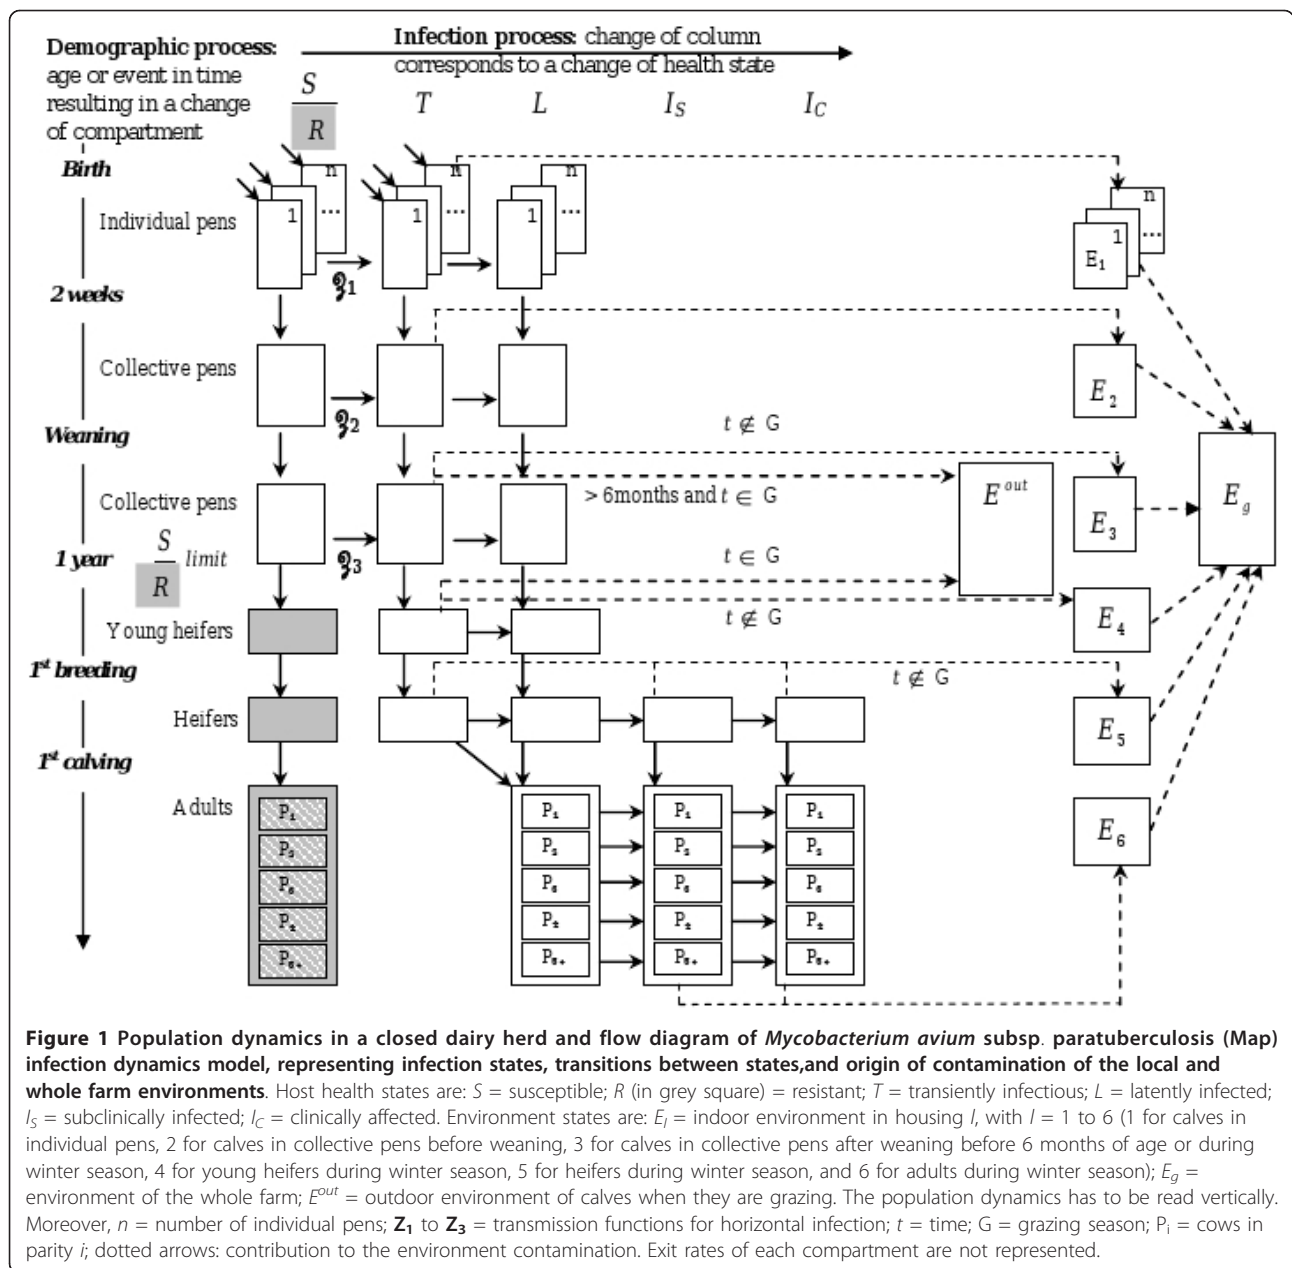 Demographic process:
age or event in time
resulting in a change
of compartment
Infection process: change of column
corresponds to a change of health state
S
R
T
L
I_S
I_C
Birth
n
n
n
n
1 ...
1 ...
1 ...
1 ...
Individual pens
E_1
ʒ1
2 weeks
Collective pens
E_2
ʒ2
Weaning
t ∉ G
Collective pens
> 6months and t ∈ G
E^out
E_g
E_3
1 year
S
R
limit
ʒ3
t ∈ G
Young heifers
t ∉ G
E_4
1st breeding
t ∉ G
Heifers
E_5
1st calving
Adults
P_1 P_1 P_1 P_1
E_6
P P P P
P P P P
P P P P
P_5+ P_5+ P_5+ P_5+
Figure 1 Population dynamics in a closed dairy herd and flow diagram of Mycobacterium avium subsp. paratuberculosis (Map)
infection dynamics model, representing infection states, transitions between states,and origin of contamination of the local and
whole farm environments. Host health states are: S = susceptible; R (in grey square) = resistant; T = transiently infectious; L = latently infected;
I_S = subclinically infected; I_C = clinically affected. Environment states are: E_l = indoor environment in housing l, with l = 1 to 6 (1 for calves in
individual pens, 2 for calves in collective pens before weaning, 3 for calves in collective pens after weaning before 6 months of age or during
winter season, 4 for young heifers during winter season, 5 for heifers during winter season, and 6 for adults during winter season); E_g =
environment of the whole farm; E^out = outdoor environment of calves when they are grazing. The population dynamics has to be read vertically.
Moreover, n = number of individual pens; Z_1 to Z_3 = transmission functions for horizontal infection; t = time; G = grazing season; P_i = cows in
parity i; dotted arrows: contribution to the environment contamination. Exit rates of each compartment are not represented.